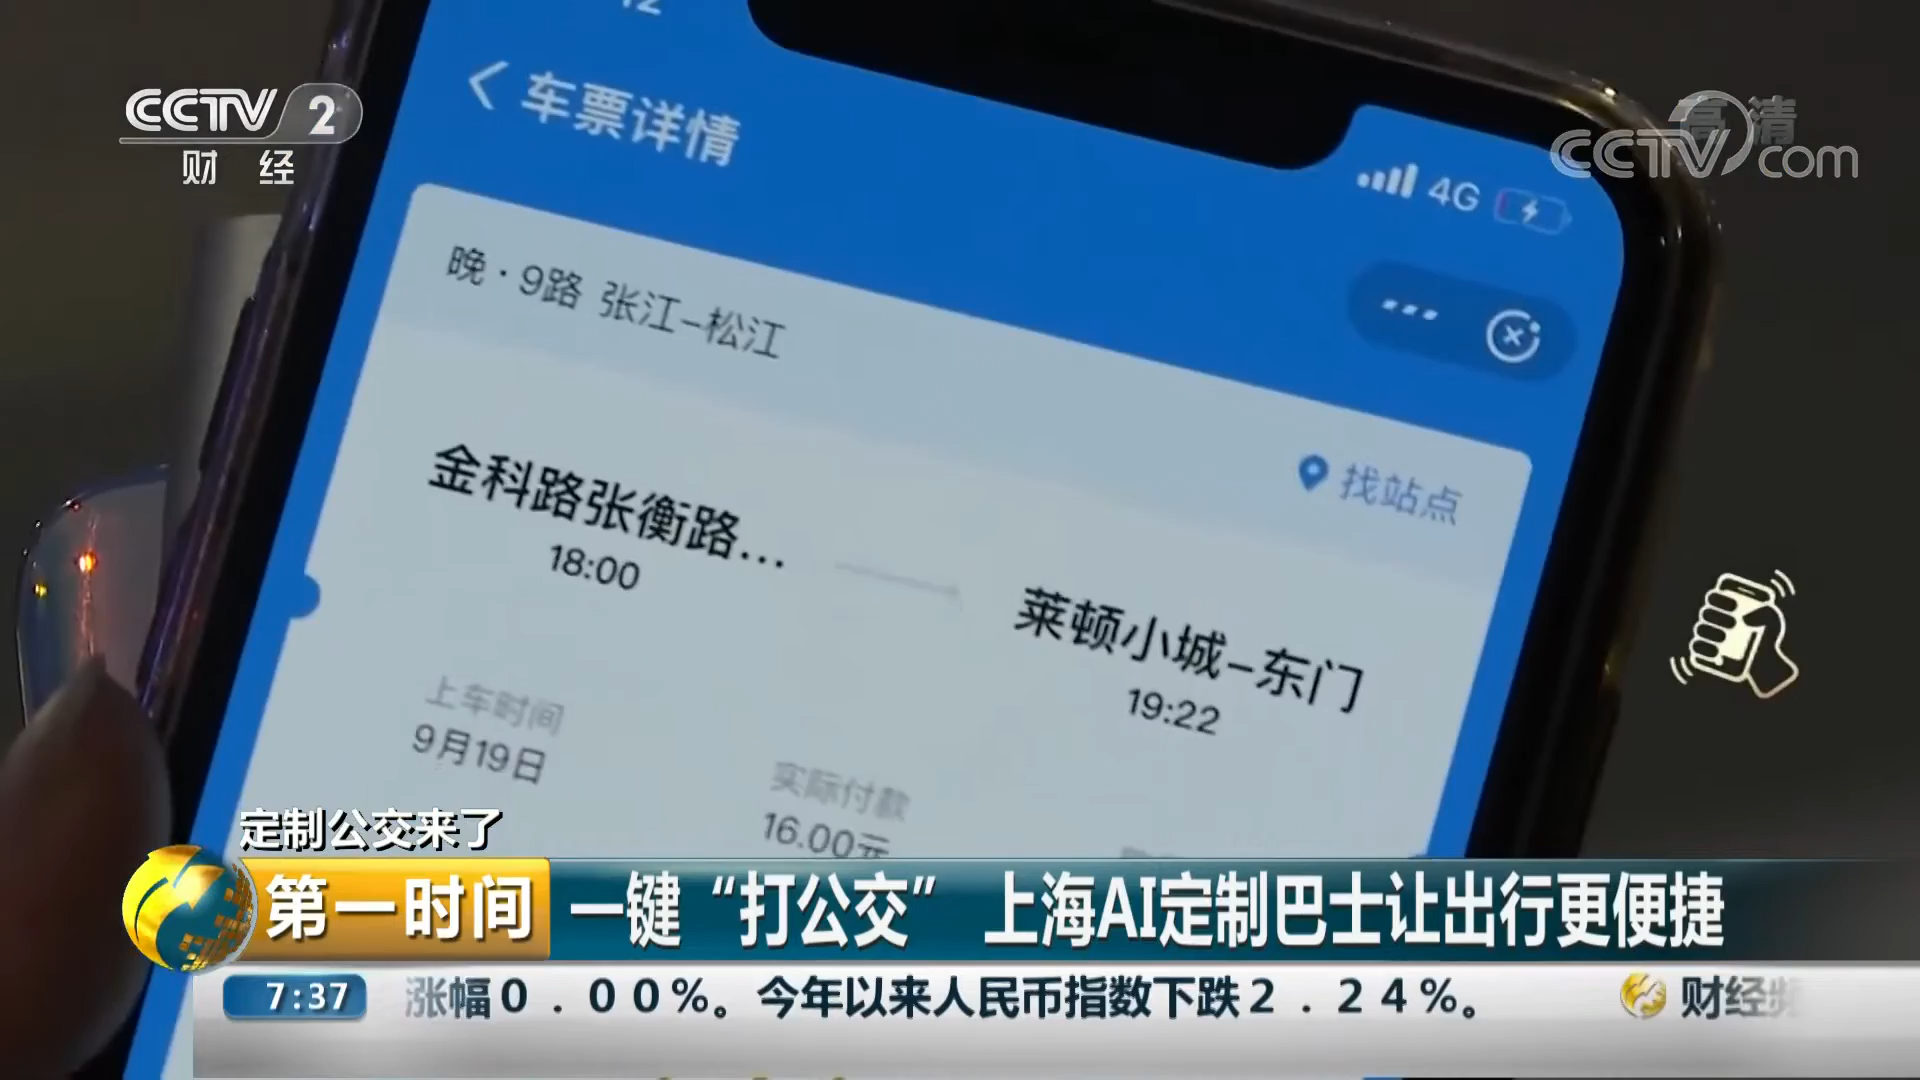 CCTV 2
财 经
高清
CCTV com
车票详情
4G
晚·9路 张江-松江
找站点
金科路张衡路...
18:00
莱顿小城-东门
19:22
上车时间
9月19日
实际付款
16.00元
定制公交来了
第一时间
一键“打公交” 上海AI定制巴士让出行更便捷
7:37
涨幅0.00%。今年以来人民币指数下跌2.24%。
财经频